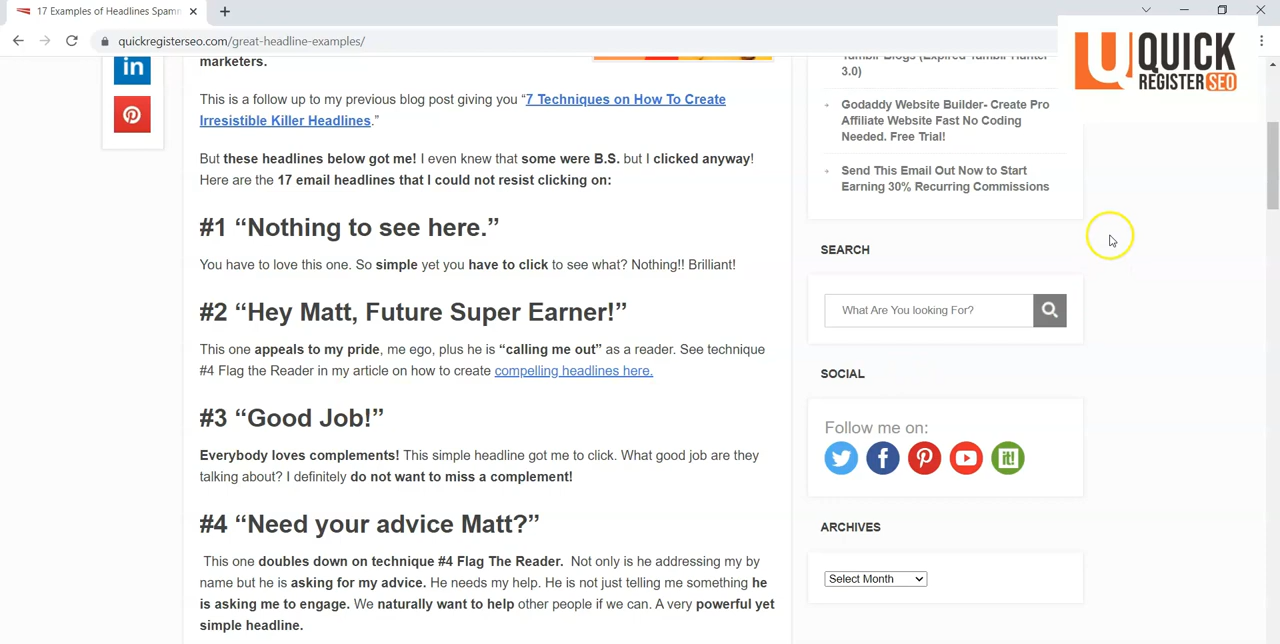 17 Examples of Headlines Spamm
quickregisterseo.com/great-headline-examples/
QUICK
REGISTER SEO
in
marketers.
This is a follow up to my previous blog post giving you “7 Techniques on How To Create
Irresistible Killer Headlines.”
But these headlines below got me! I even knew that some were B.S. but I clicked anyway!
Here are the 17 email headlines that I could not resist clicking on:
#1 “Nothing to see here.”
You have to love this one. So simple yet you have to click to see what? Nothing!! Brilliant!
#2 “Hey Matt, Future Super Earner!”
This one appeals to my pride, me ego, plus he is “calling me out” as a reader. See technique
#4 Flag the Reader in my article on how to create compelling headlines here.
#3 “Good Job!”
Everybody loves complements! This simple headline got me to click. What good job are they
talking about? I definitely do not want to miss a complement!
#4 “Need your advice Matt?”
This one doubles down on technique #4 Flag The Reader. Not only is he addressing my by
name but he is asking for my advice. He needs my help. He is not just telling me something he
is asking me to engage. We naturally want to help other people if we can. A very powerful yet
simple headline.
Tumblr Blogs (Expired Tumblr Hunter
3.0)
Godaddy Website Builder- Create Pro
Affiliate Website Fast No Coding
Needed. Free Trial!
Send This Email Out Now to Start
Earning 30% Recurring Commissions
SEARCH
What Are You looking For?
SOCIAL
Follow me on:
it!
ARCHIVES
Select Month